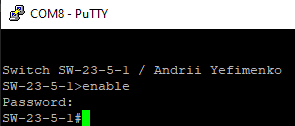 COM8 - PuTTY
Switch SW-23-5-1 / Andrii Yefimenko
SW-23-5-1>enable
Password:
SW-23-5-1#